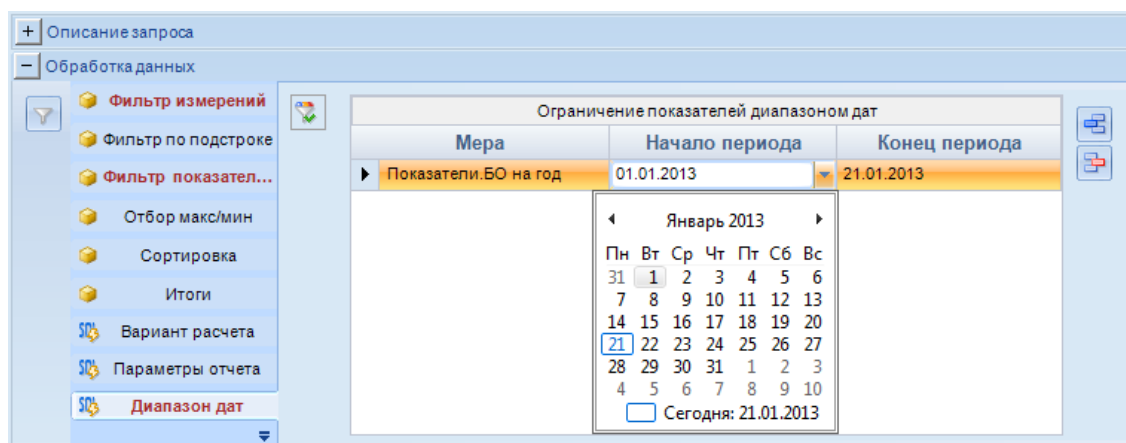 Описание запроса
Обработка данных
Фильтр измерений
Фильтр по подстроке
Фильтр показател...
Отбор макс/мин
Сортировка
Итоги
Вариант расчета
Параметры отчета
Диапазон дат
Ограничение показателей диапазоном дат
Мера Начало периода Конец периода
Показатели.БО на год 01.01.2013 21.01.2013
Январь 2013
Пн Вт Ср Чт Пт Сб Вс
31 1 2 3 4 5 6
7 8 9 10 11 12 13
14 15 16 17 18 19 20
21 22 23 24 25 26 27
28 29 30 31 1 2 3
4 5 6 7 8 9 10
Сегодня: 21.01.2013